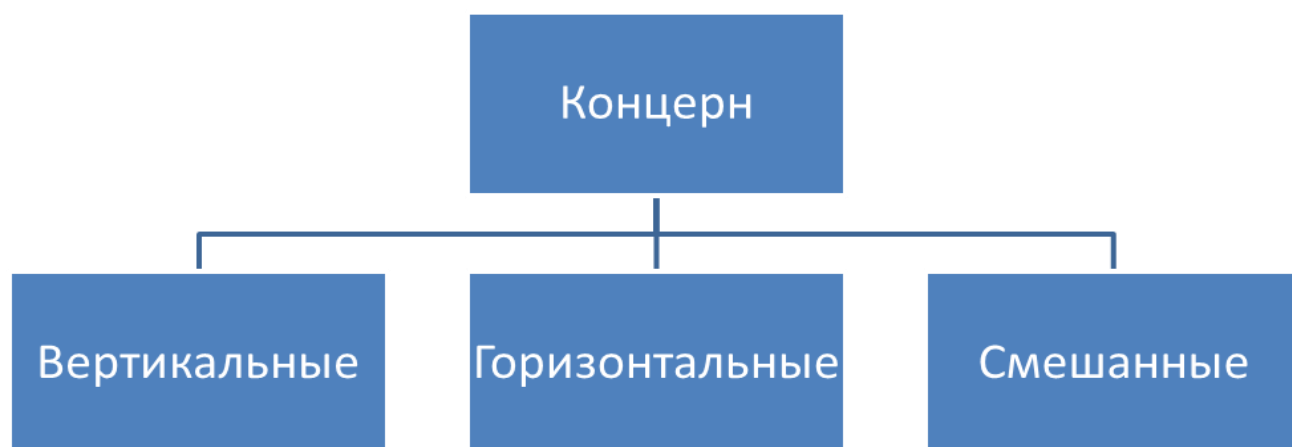 Концерн
Вертикальные
Горизонтальные
Смешанные